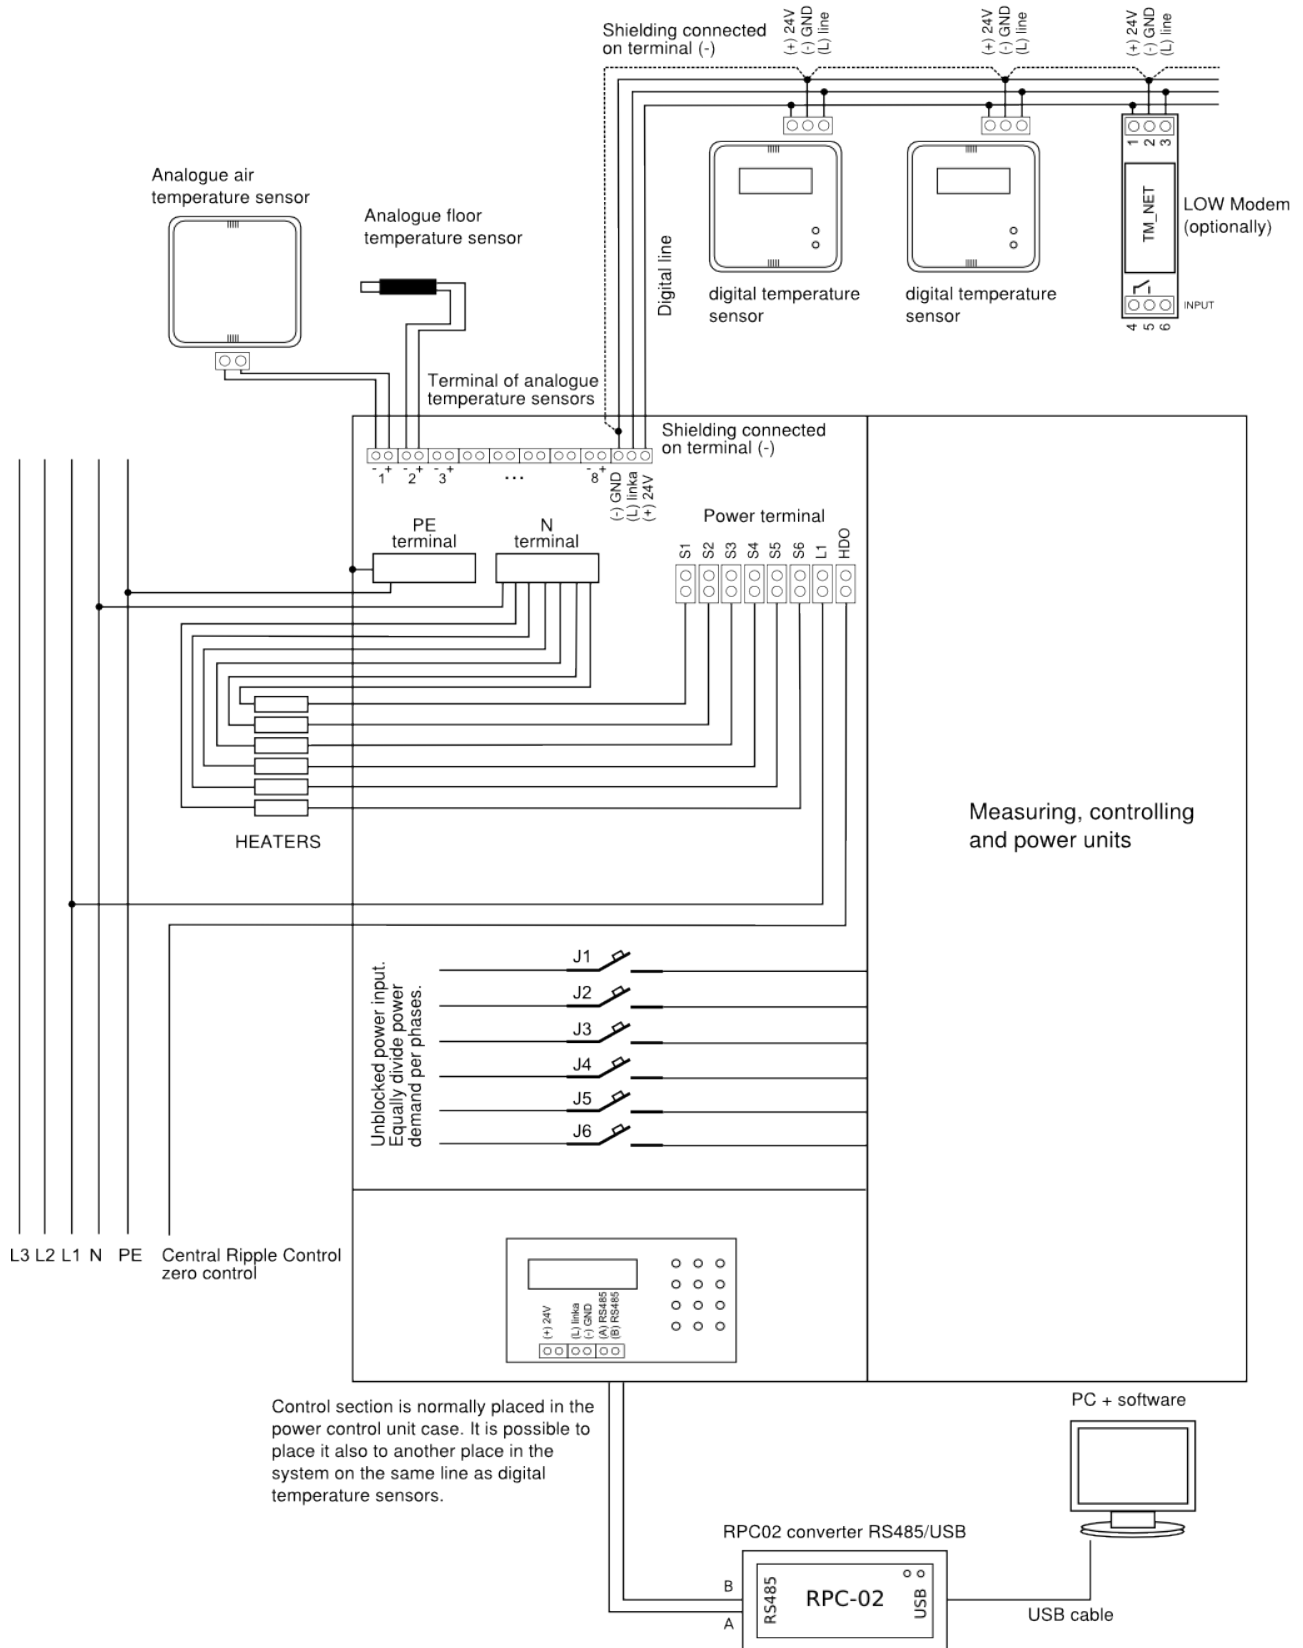 Shielding connected
on terminal (-)
(+) 24V
(-) GND
(L) line
(+) 24V
(-) GND
(L) line
(+) 24V
(-) GND
(L) line
1
2
3
TM_NET
LOW Modem
(optionally)
INPUT
4
5
6
digital temperature
sensor
digital temperature
sensor
Digital line
Analogue air
temperature sensor
Analogue floor
temperature sensor
Terminal of analogue
temperature sensors
Shielding connected
on terminal (-)
- + - + - + - +
1 2 3 ... 8
(-) GND
(L) linka
(+) 24V
PE
terminal
N
terminal
Power terminal
S1
S2
S3
S4
S5
S6
L1
HDO
HEATERS
Measuring, controlling
and power units
Unblocked power input.
Equally divide power
demand per phases.
J1
J2
J3
J4
J5
J6
L3 L2 L1 N PE
Central Ripple Control
zero control
(+) 24V
(L) linka
(-) GND
(A) RS485
(B) RS485
Control section is normally placed in the
power control unit case. It is possible to
place it also to another place in the
system on the same line as digital
temperature sensors.
PC + software
RPC02 converter RS485/USB
B
A
RS485
RPC-02
USB
USB cable